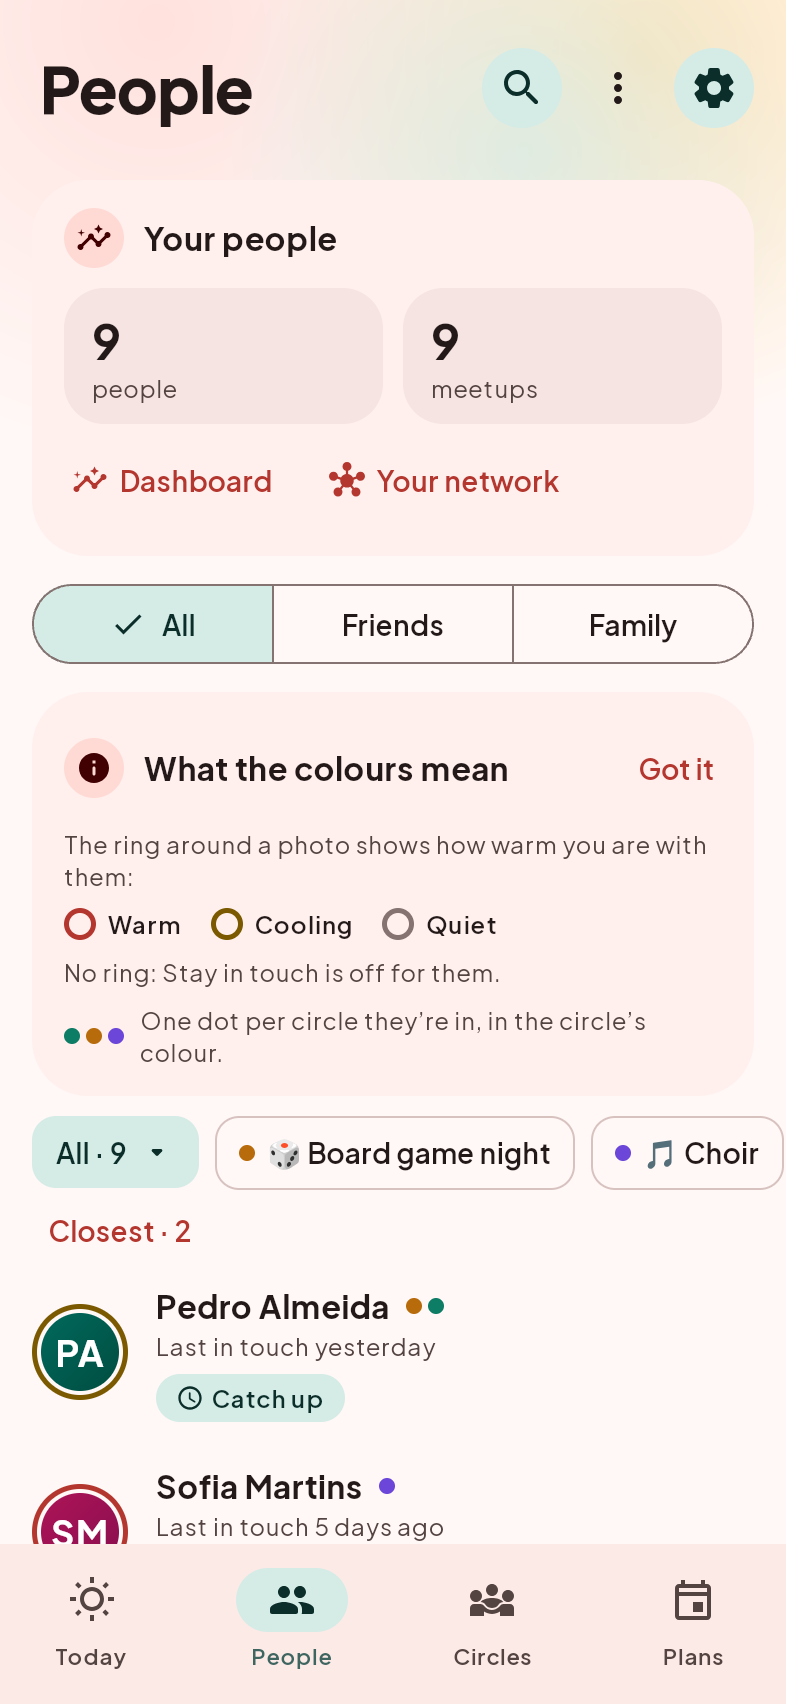 People
Your people
9
people
9
meetups
Dashboard
Your network
All
Friends
Family
What the colours mean
Got it
The ring around a photo shows how warm you are with
them:
Warm
Cooling
Quiet
No ring: Stay in touch is off for them.
One dot per circle they’re in, in the circle’s
colour.
All · 9
Board game night
Choir
Closest · 2
PA
Pedro Almeida
Last in touch yesterday
Catch up
SM
Sofia Martins
Last in touch 5 days ago
Today
People
Circles
Plans